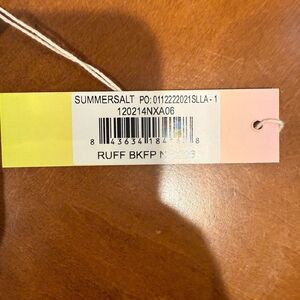 SUMMERSALT PO: 0112222021SLLA - 1
120214NXA06
RUFF BKFP